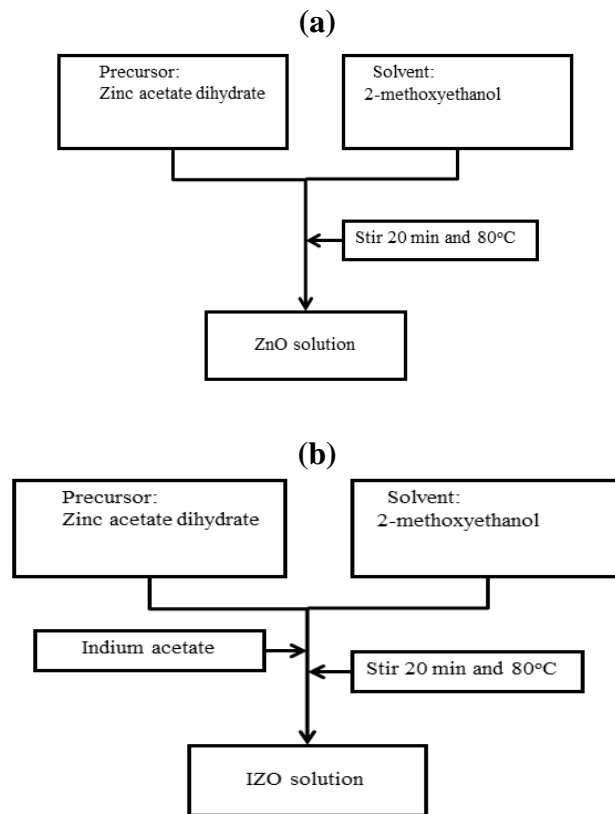 (a)
Precursor:
Zinc acetate dihydrate
Solvent:
2-methoxyethanol
Stir 20 min and 80°C
ZnO solution
(b)
Precursor:
Zinc acetate dihydrate
Solvent:
2-methoxyethanol
Indium acetate
Stir 20 min and 80°C
IZO solution